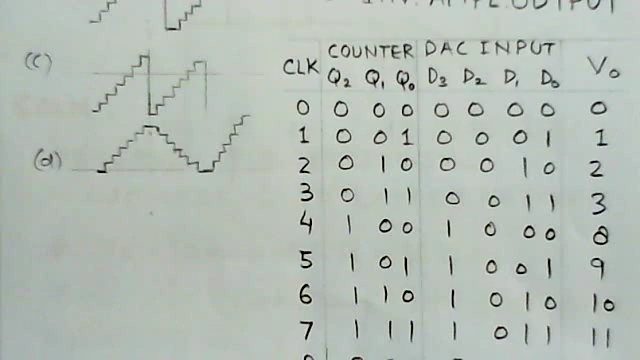 INV. AMPL. OUTPUT
(c)
(d)
COUNTER DAC INPUT
CLK Q2 Q1 Q0 D3 D2 D1 D0 Vo
0 0 0 0 0 0 0 0 0
1 0 0 1 0 0 0 1 1
2 0 1 0 0 0 1 0 2
3 0 1 1 0 0 1 1 3
4 1 0 0 1 0 0 0 8
5 1 0 1 1 0 0 1 9
6 1 1 0 1 0 1 0 10
7 1 1 1 1 0 1 1 11